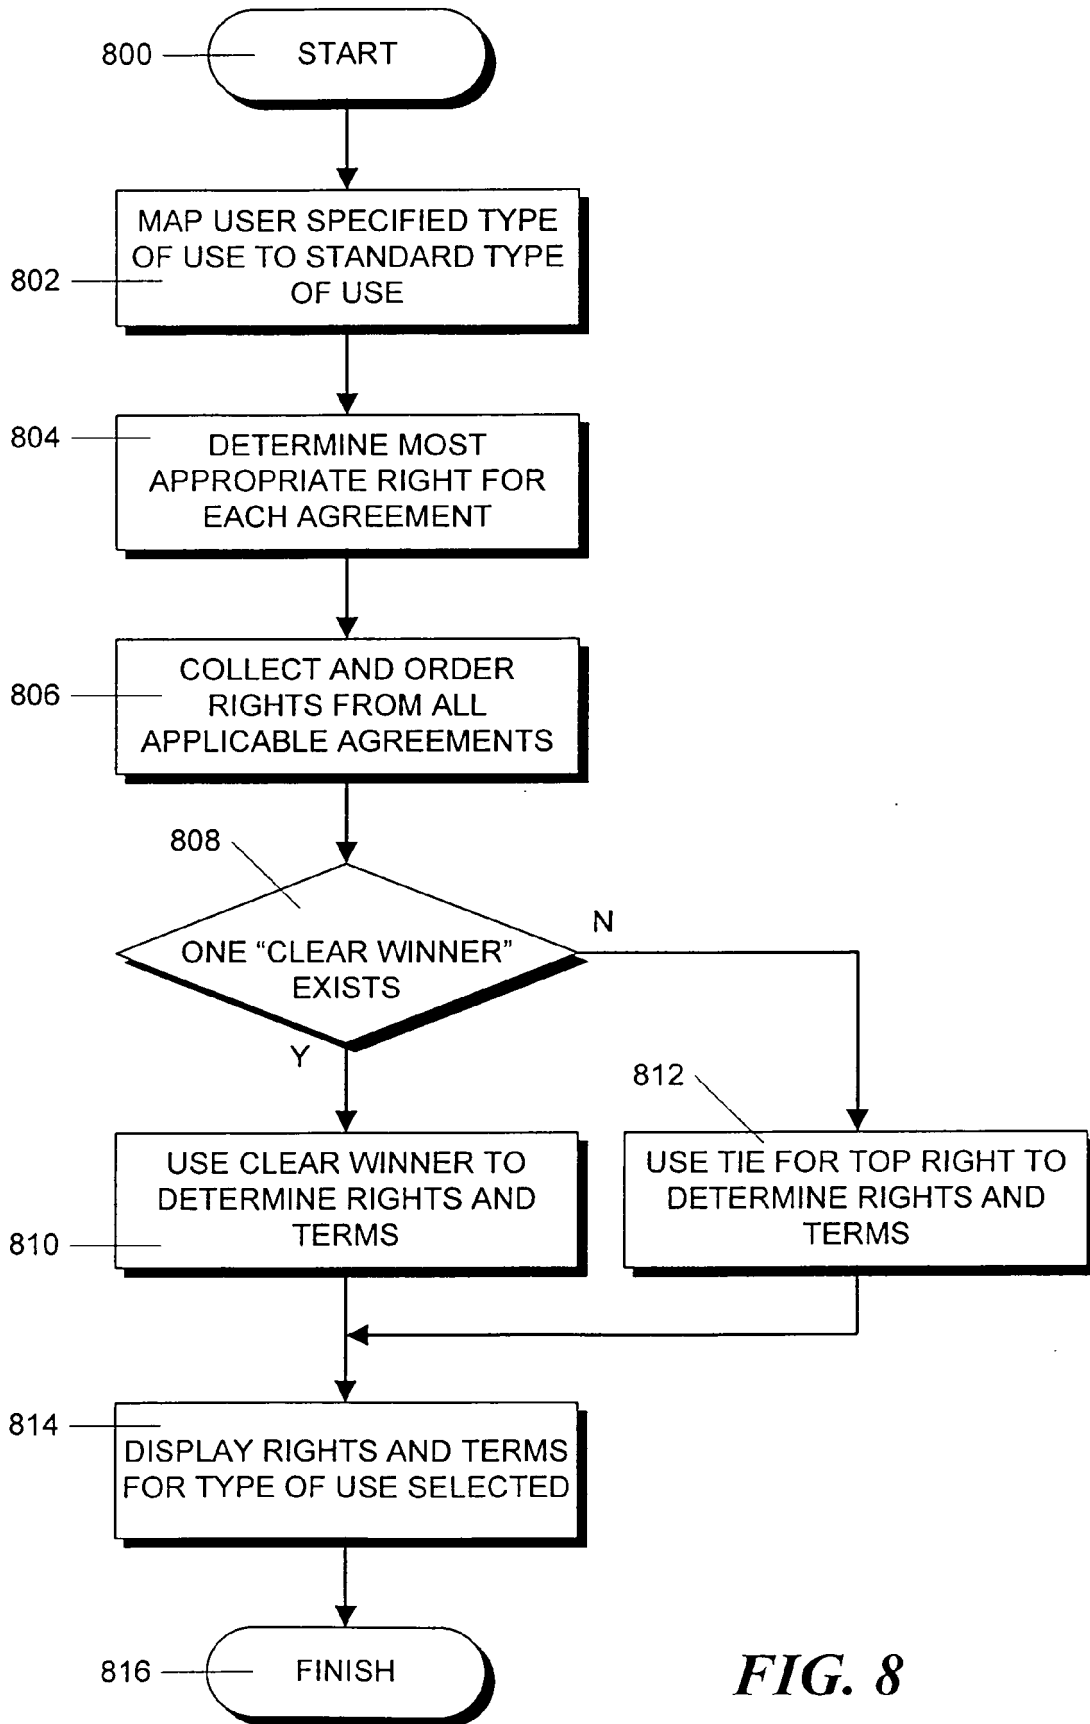 800
START
MAP USER SPECIFIED TYPE
OF USE TO STANDARD TYPE
OF USE
802
804
DETERMINE MOST
APPROPRIATE RIGHT FOR
EACH AGREEMENT
COLLECT AND ORDER
RIGHTS FROM ALL
APPLICABLE AGREEMENTS
806
808
ONE “CLEAR WINNER”
EXISTS
N
Y
812
USE CLEAR WINNER TO
DETERMINE RIGHTS AND
TERMS
810
USE TIE FOR TOP RIGHT TO
DETERMINE RIGHTS AND
TERMS
814
DISPLAY RIGHTS AND TERMS
FOR TYPE OF USE SELECTED
816
FINISH
FIG. 8